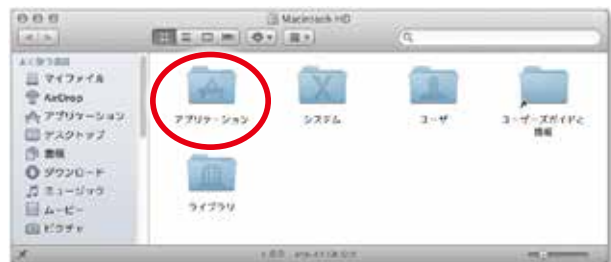 Macintosh HD
よく使う項目
マイファイル
AirDrop
アプリケーション
デスクトップ
書類
ダウンロード
ミュージック
ムービー
ピクチャ
アプリケーション
システム
ユーザ
ユーザーズガイドと
情報
ライブラリ